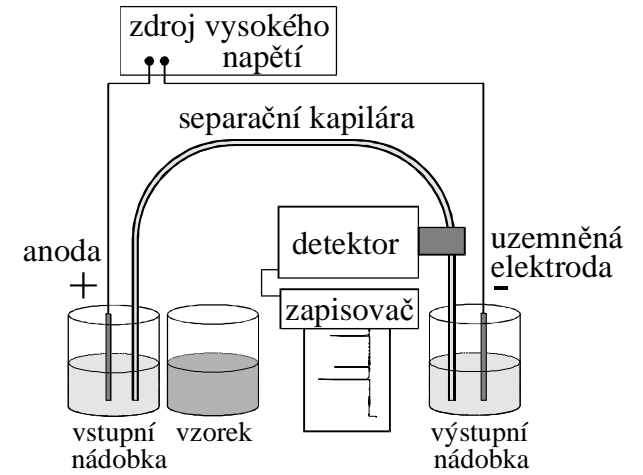 zdroj vysokého
napětí
separační kapilára
detektor
anoda
+
uzemněná
elektroda
-
zapisovač
vstupní
nádobka
vzorek
výstupní
nádobka